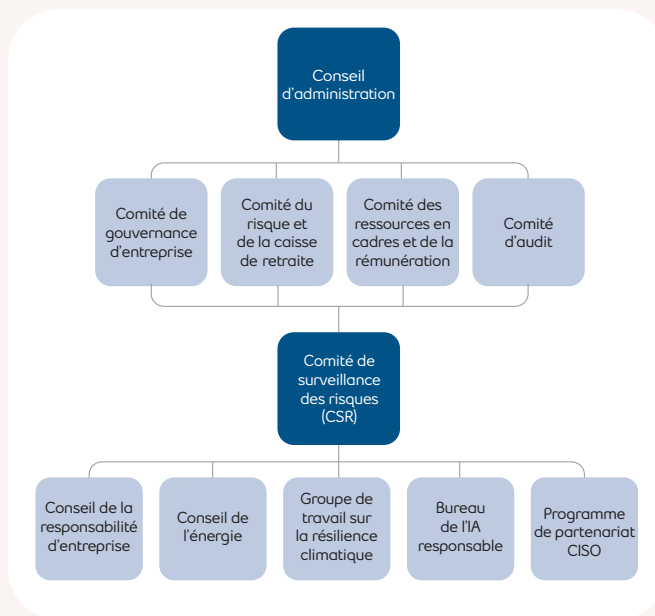 Conseil
d'administration
Comité de
gouvernance
d'entreprise
Comité du
risque et
de la caisse
de retraite
Comité des
ressources en
cadres et de la
rémunération
Comité
d'audit
Comité de
surveillance
des risques
(CSR)
Conseil de la
responsabilité
d'entreprise
Conseil de
l'énergie
Groupe de
travail sur
la résilience
climatique
Bureau
de l'IA
responsable
Programme
de partenariat
CISO